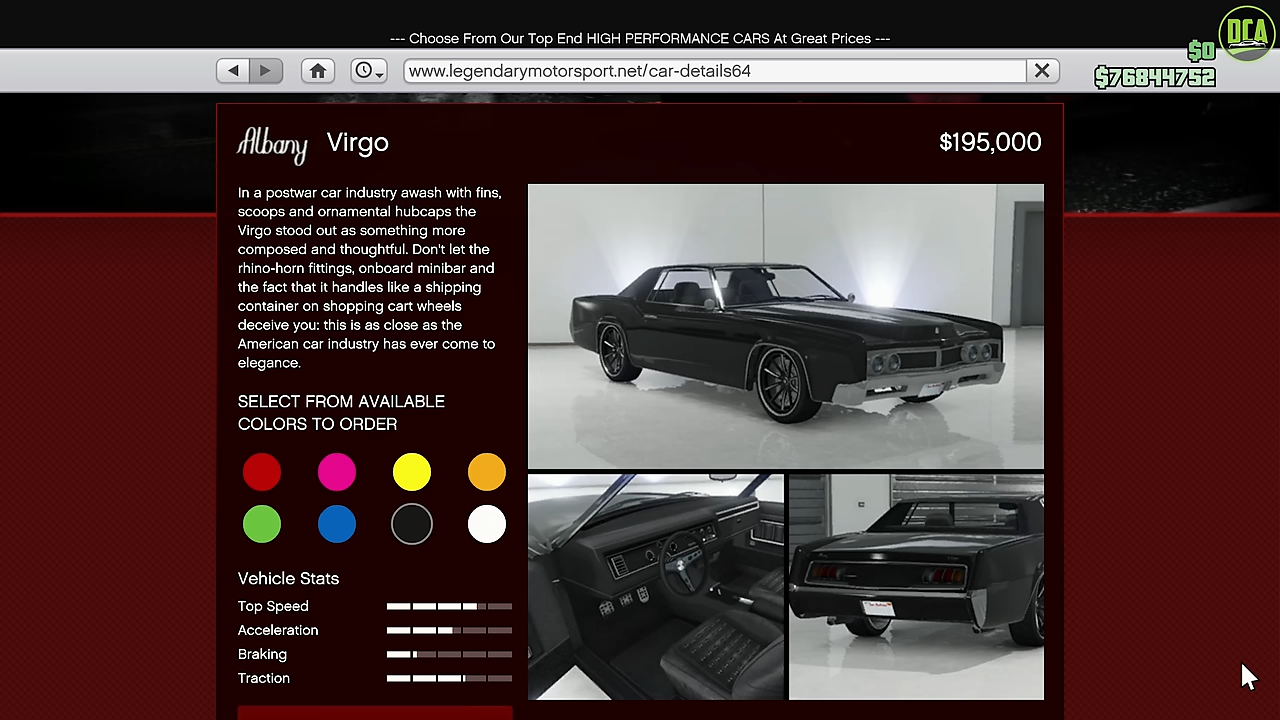 --- Choose From Our Top End HIGH PERFORMANCE CARS At Great Prices ---
DCA
$0
www.legendarymotorsport.net/car-details64
$76844752
Albany Virgo
$195,000
In a postwar car industry awash with fins,
scoops and ornamental hubcaps the
Virgo stood out as something more
composed and thoughtful. Don't let the
rhino-horn fittings, onboard minibar and
the fact that it handles like a shipping
container on shopping cart wheels
deceive you: this is as close as the
American car industry has ever come to
elegance.
SELECT FROM AVAILABLE
COLORS TO ORDER
Vehicle Stats
Top Speed
Acceleration
Braking
Traction